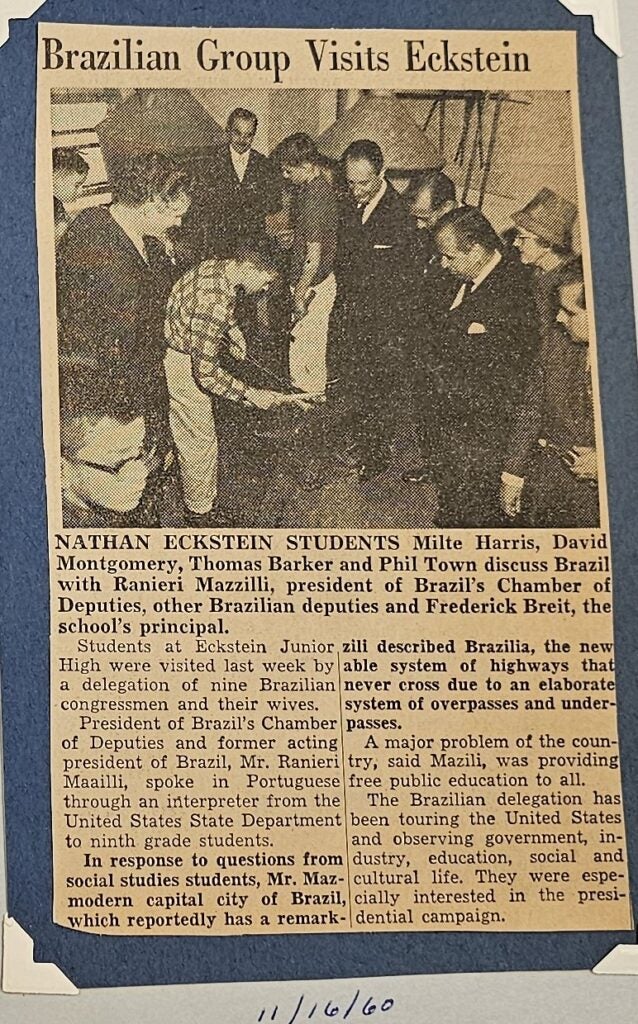 Brazilian Group Visits Eckstein
NATHAN ECKSTEIN STUDENTS Milte Harris, David
Montgomery, Thomas Barker and Phil Town discuss Brazil
with Ranieri Mazzilli, president of Brazil's Chamber of
Deputies, other Brazilian deputies and Frederick Breit, the
school's principal.
Students at Eckstein Junior
High were visited last week by
a delegation of nine Brazilian
congressmen and their wives.
President of Brazil's Chamber
of Deputies and former acting
president of Brazil, Mr. Ranieri
Maailli, spoke in Portuguese
through an interpreter from the
United States State Department
to ninth grade students.
In response to questions from
social studies students, Mr. Maz-
modern capital city of Brazil,
which reportedly has a remark-
zili described Brazilia, the new
able system of highways that
never cross due to an elaborate
system of overpasses and under-
passes.
A major problem of the coun-
try, said Mazili, was providing
free public education to all.
The Brazilian delegation has
been touring the United States
and observing government, in-
dustry, education, social and
cultural life. They were espe-
cially interested in the presi-
dential campaign.
11/16/60